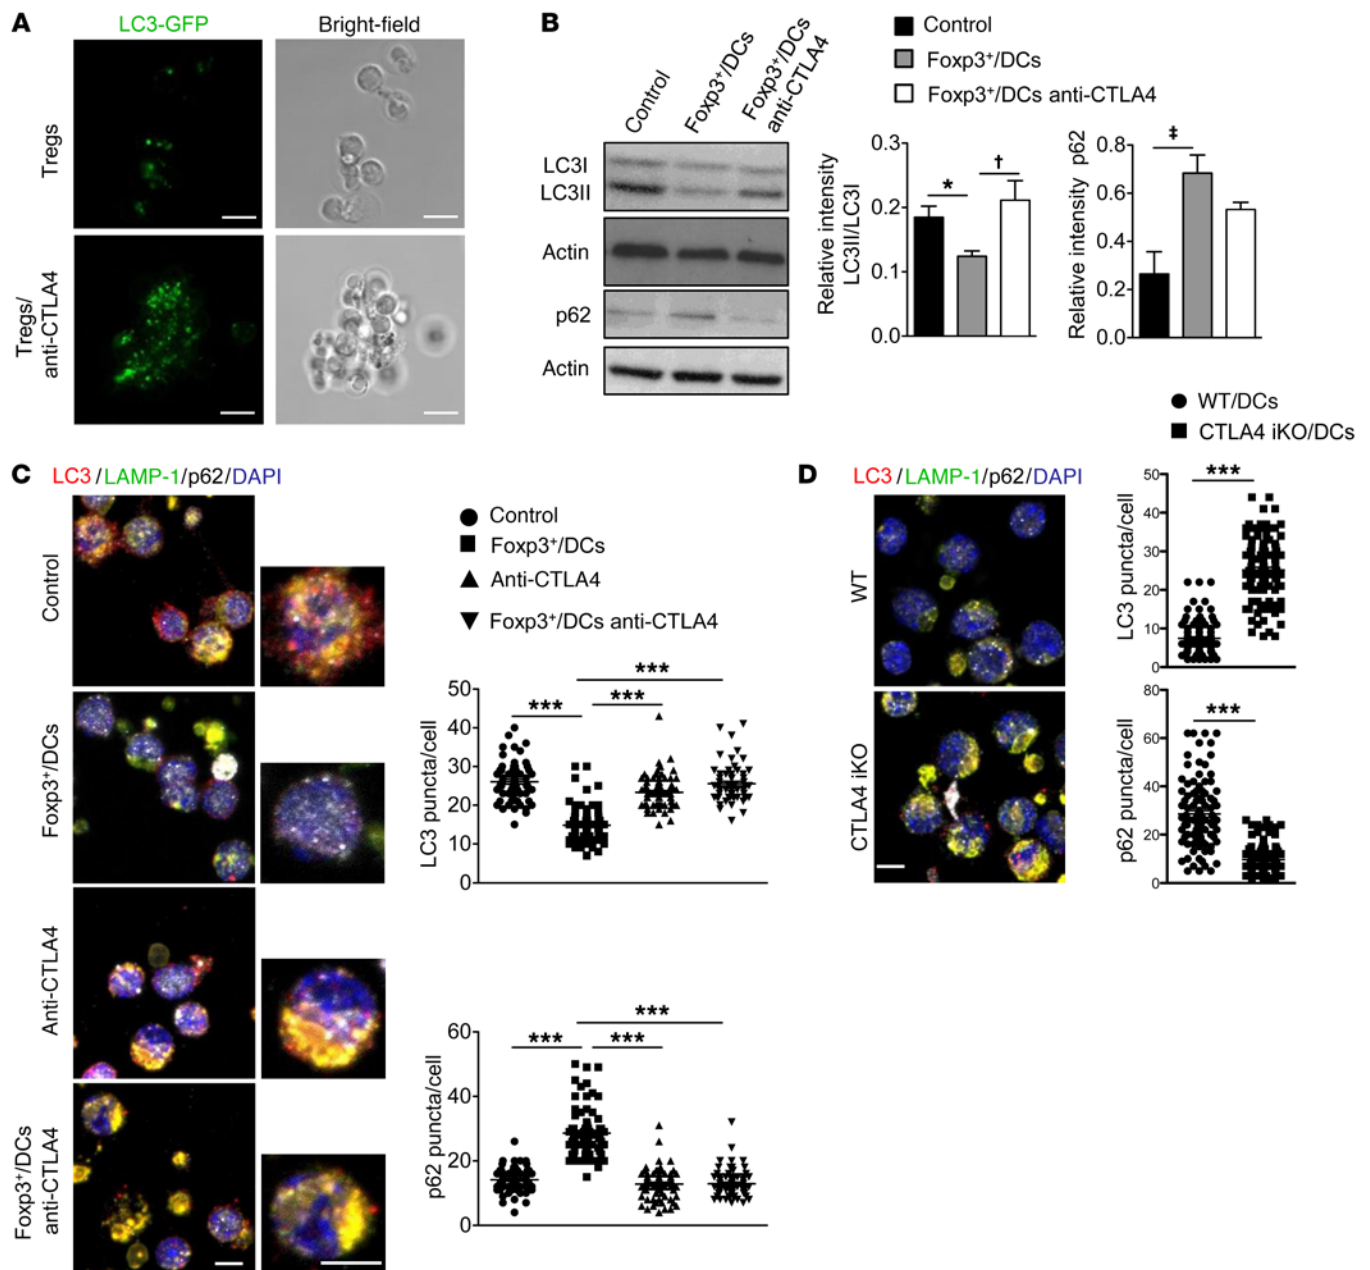 A
LC3-GFP
Bright-field
Tregs
Tregs/
anti-CTLA4
B
Control
Foxp3⁺/DCs
Foxp3⁺/DCs
anti-CTLA4
LC3I
LC3II
Actin
p62
Actin
Control
Foxp3⁺/DCs
Foxp3⁺/DCs anti-CTLA4
Relative intensity
LC3II/LC3I
0.3
0.2
0.1
0.0
*
†
Relative intensity p62
0.8
0.6
0.4
0.2
0.0
‡
C
LC3/LAMP-1/p62/DAPI
Control
Foxp3⁺/DCs
Anti-CTLA4
Foxp3⁺/DCs
anti-CTLA4
Control
Foxp3⁺/DCs
Anti-CTLA4
Foxp3⁺/DCs anti-CTLA4
LC3 puncta/cell
50
40
30
20
10
0
***
***
***
p62 puncta/cell
60
40
20
0
***
***
***
D
LC3/LAMP-1/p62/DAPI
WT
CTLA4 iKO
WT/DCs
CTLA4 iKO/DCs
LC3 puncta/cell
50
40
30
20
10
0
***
p62 puncta/cell
80
60
40
20
0
***